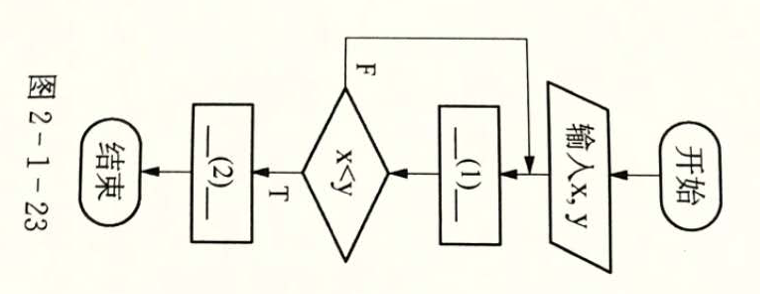 开始
输入x, y
__(1)__
x<y
F
T
__(2)__
结束
图 2-1-23